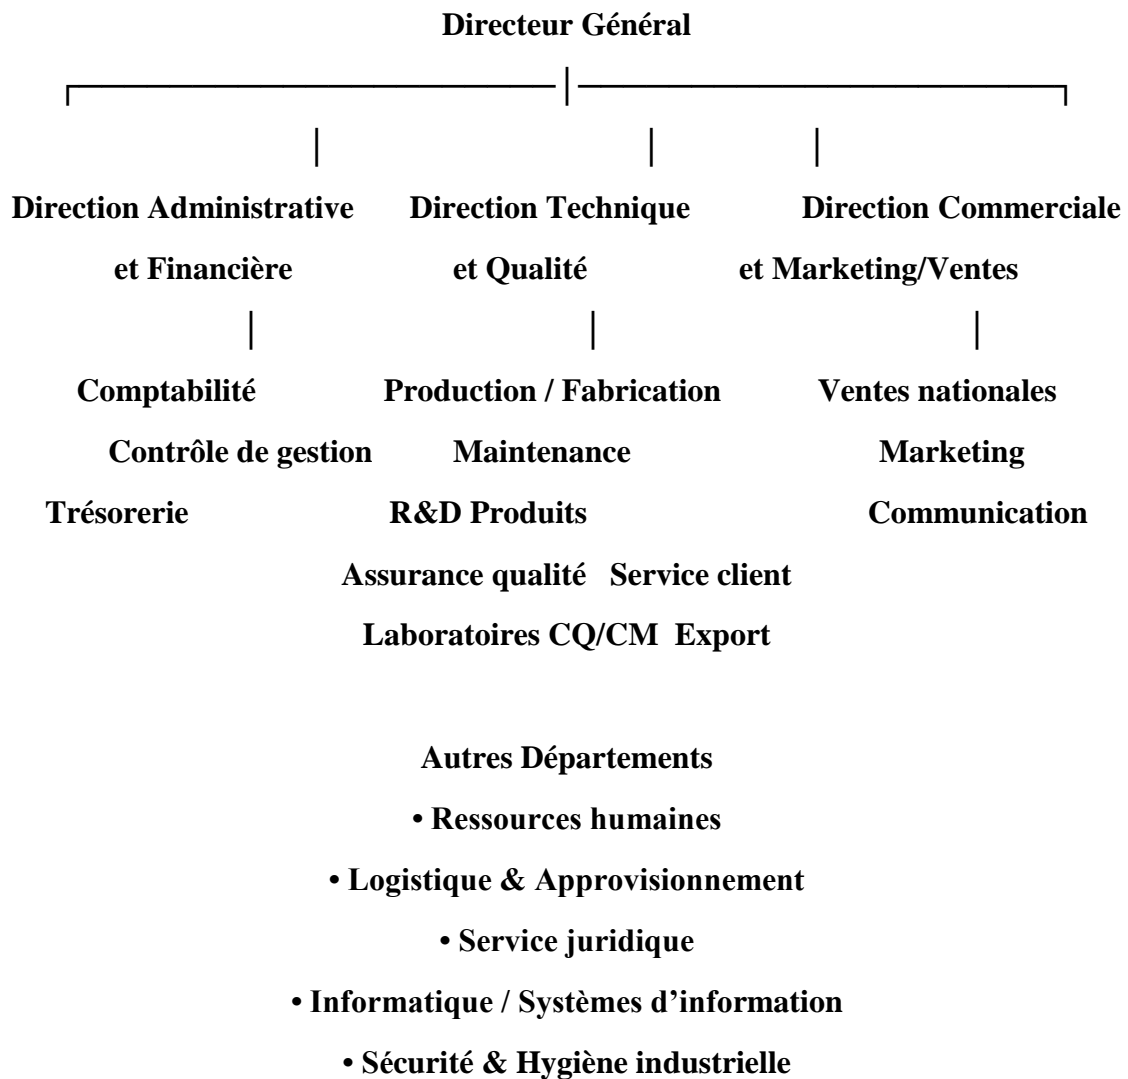 Directeur Général
Direction Administrative Direction Technique Direction Commerciale
et Financière et Qualité et Marketing/Ventes
Comptabilité Production / Fabrication Ventes nationales
Contrôle de gestion Maintenance Marketing
Trésorerie R&D Produits Communication
Assurance qualité Service client
Laboratoires CQ/CM Export
Autres Départements
• Ressources humaines
• Logistique & Approvisionnement
• Service juridique
• Informatique / Systèmes d’information
• Sécurité & Hygiène industrielle